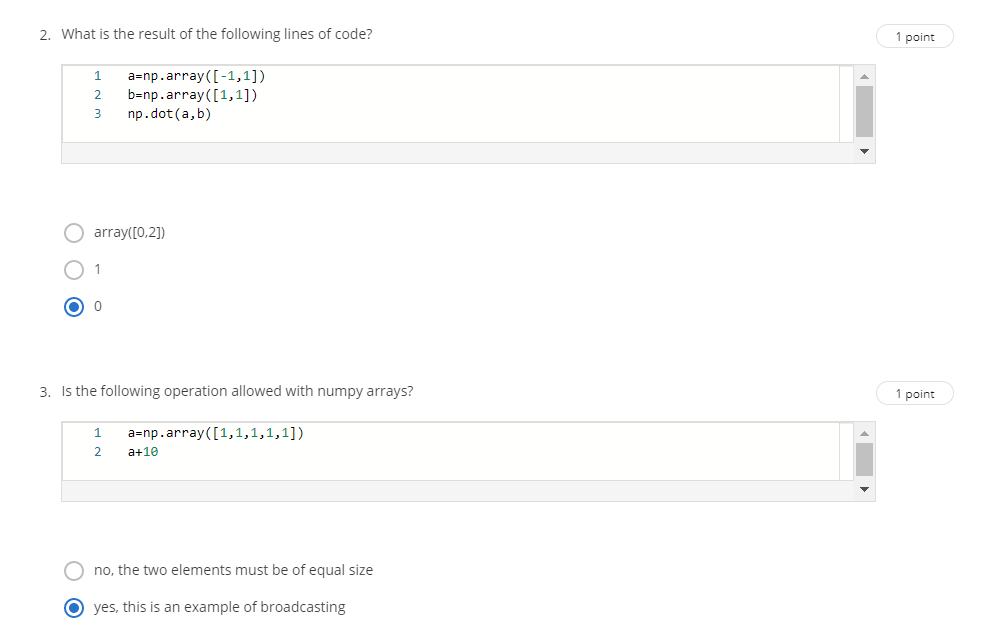 2. What is the result of the following lines of code?
1 point
1 a=np.array([-1,1])
2 b=np.array([1,1])
3 np.dot(a,b)
array([0,2])
1
0
3. Is the following operation allowed with numpy arrays?
1 point
1 a=np.array([1,1,1,1,1])
2 a+10
no, the two elements must be of equal size
yes, this is an example of broadcasting